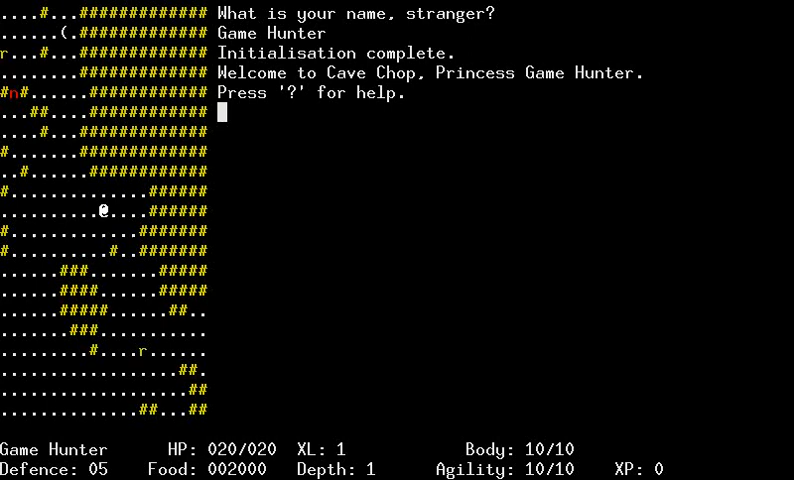 What is your name, stranger?
Game Hunter
Initialisation complete.
Welcome to Cave Chop, Princess Game Hunter.
Press '?' for help.
Game Hunter HP: 020/020 XL: 1 Body: 10/10
Defence: 05 Food: 002000 Depth: 1 Agility: 10/10 XP: 0